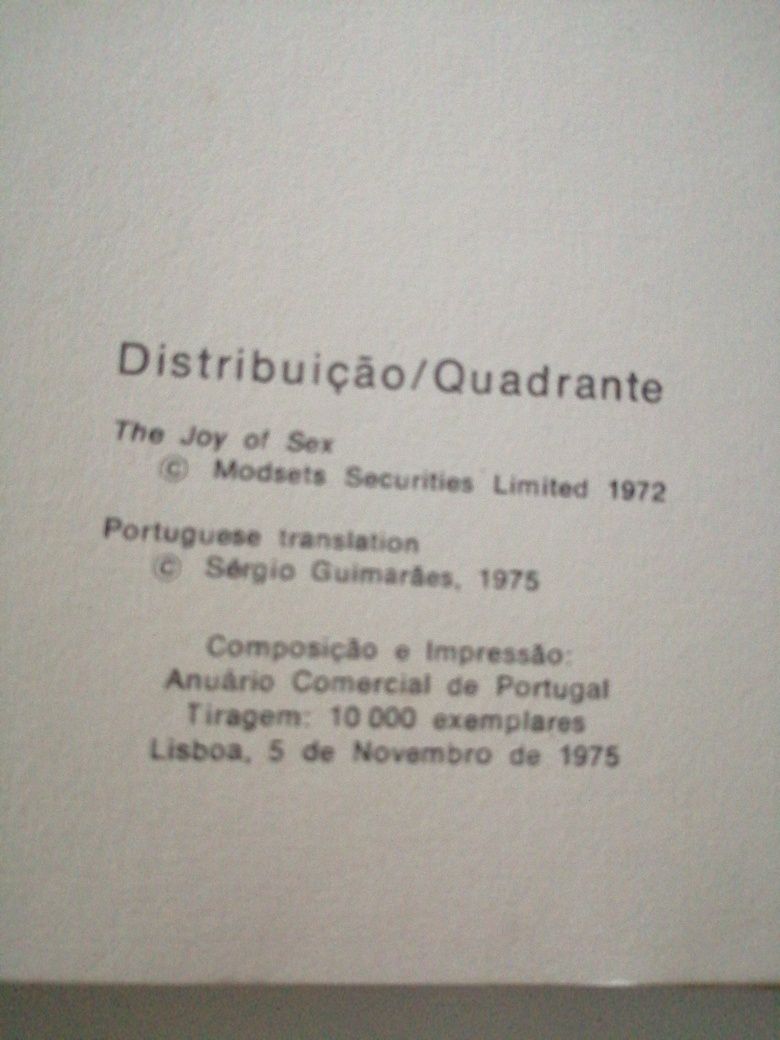 Distribuição/Quadrante
The Joy of Sex
© Modsets Securities Limited 1972
Portuguese translation
© Sérgio Guimarães, 1975
Composição e Impressão:
Anuário Comercial de Portugal
Tiragem: 10 000 exemplares
Lisboa, 5 de Novembro de 1975